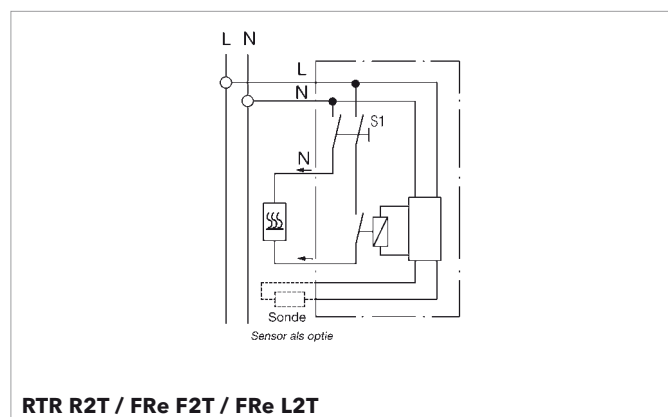 L N
L
N
S1
N
Sonde
Sensor als optie
RTR R2T / FRe F2T / FRe L2T